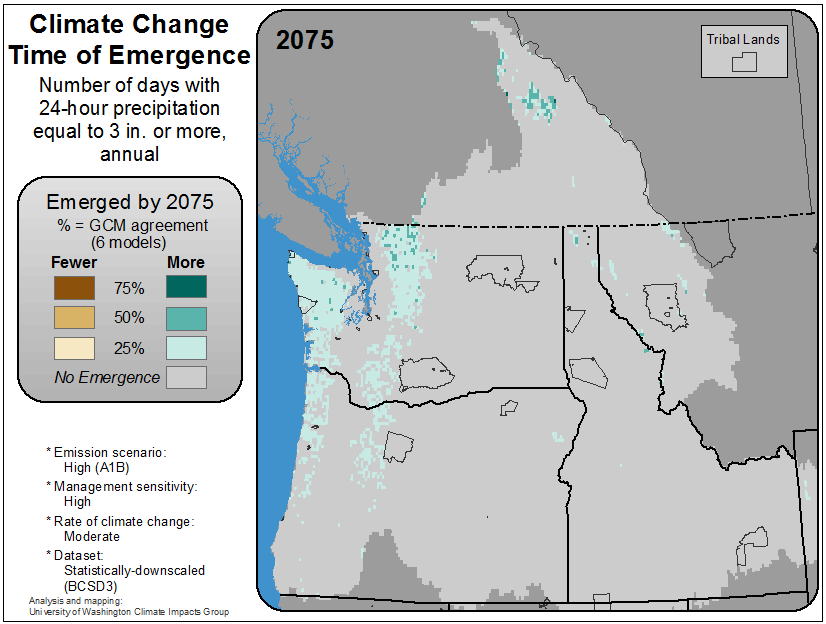 Climate Change
Time of Emergence
Number of days with
24-hour precipitation
equal to 3 in. or more,
annual
Emerged by 2075
% = GCM agreement
(6 models)
Fewer More
75%
50%
25%
No Emergence
* Emission scenario:
High (A1B)
* Management sensitivity:
High
* Rate of climate change:
Moderate
* Dataset:
Statistically-downscaled
(BCSD3)
Analysis and mapping:
University of Washington Climate Impacts Group
2075
Tribal Lands